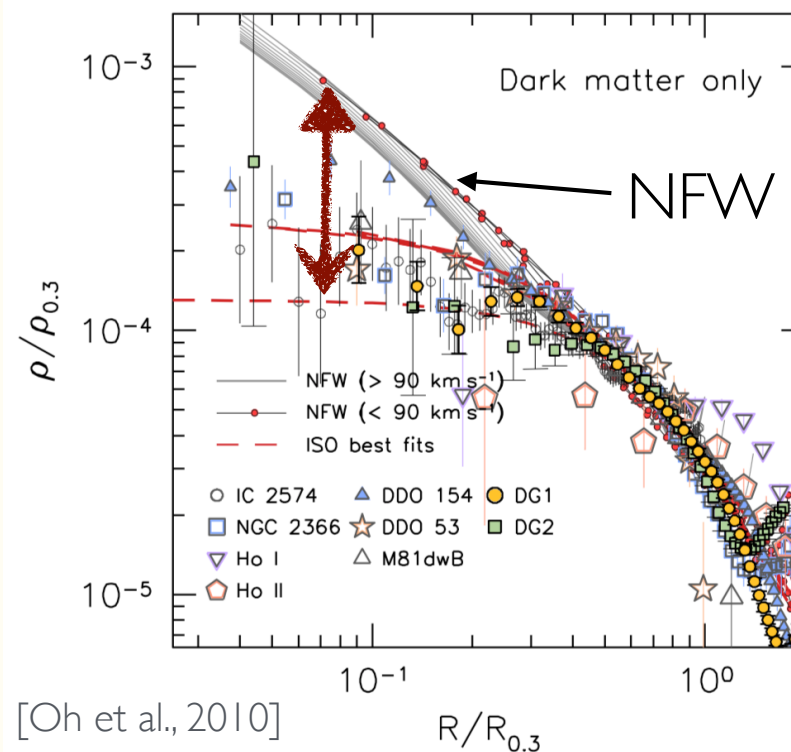 10⁻³
Dark matter only
NFW
ρ/ρ₀.₃
10⁻⁴
NFW (> 90 km s⁻¹)
NFW (< 90 km s⁻¹)
ISO best fits
IC 2574
DDO 154
DG1
NGC 2366
DDO 53
DG2
Ho I
M81dwB
Ho II
10⁻⁵
10⁻¹
10⁰
[Oh et al., 2010]
R/R₀.₃